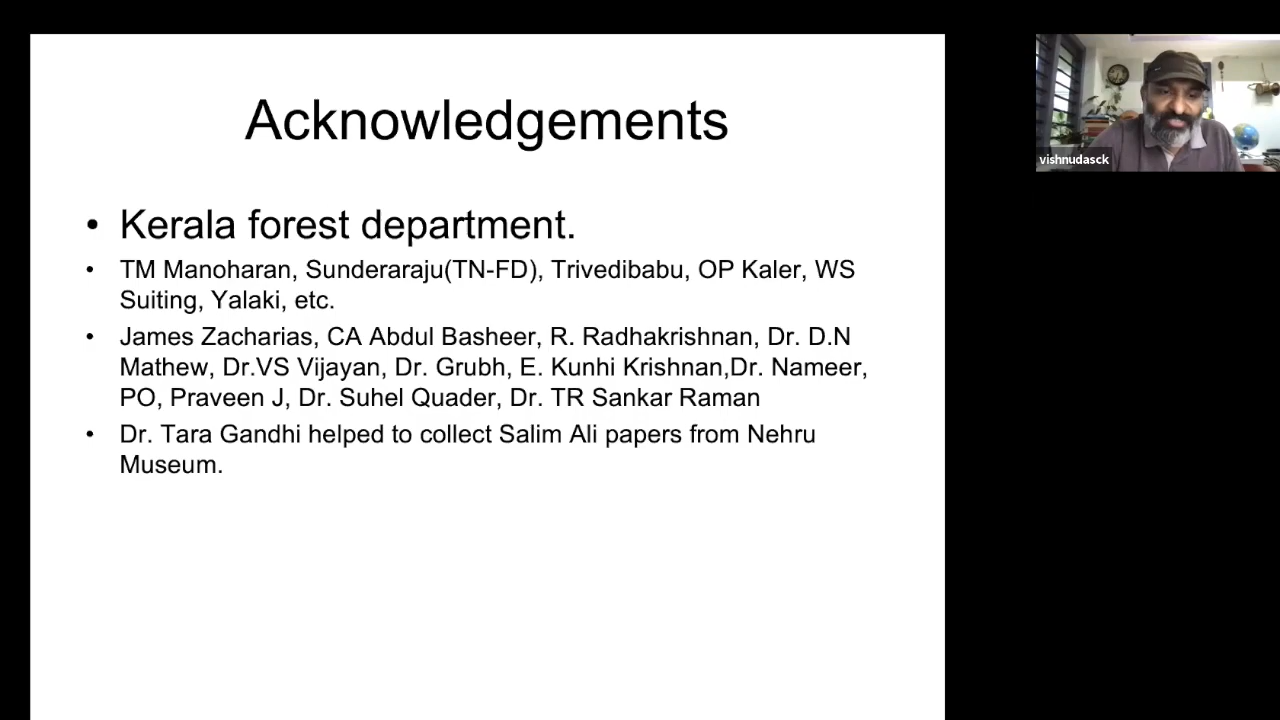 Acknowledgements
• Kerala forest department.
• TM Manoharan, Sunderaraju(TN-FD), Trivedibabu, OP Kaler, WS
Suiting, Yalaki, etc.
• James Zacharias, CA Abdul Basheer, R. Radhakrishnan, Dr. D.N
Mathew, Dr.VS Vijayan, Dr. Grubh, E. Kunhi Krishnan,Dr. Nameer,
PO, Praveen J, Dr. Suhel Quader, Dr. TR Sankar Raman
• Dr. Tara Gandhi helped to collect Salim Ali papers from Nehru
Museum.
vishnudasck